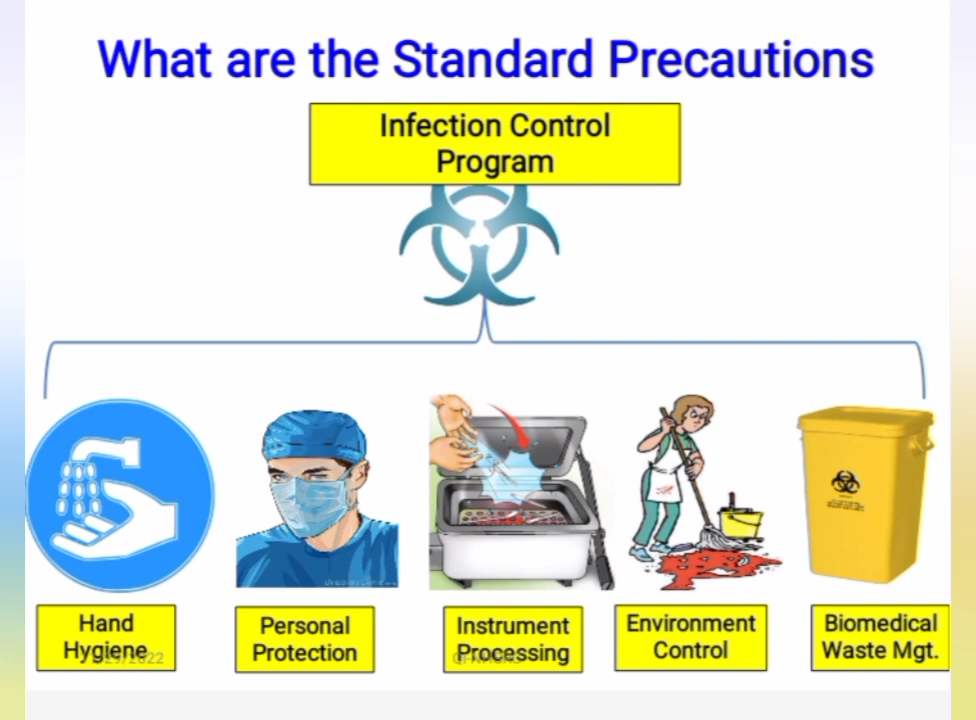 What are the Standard Precautions
Infection Control
Program
Hand
Hygiene
Personal
Protection
Instrument
Processing
Environment
Control
Biomedical
Waste Mgt.